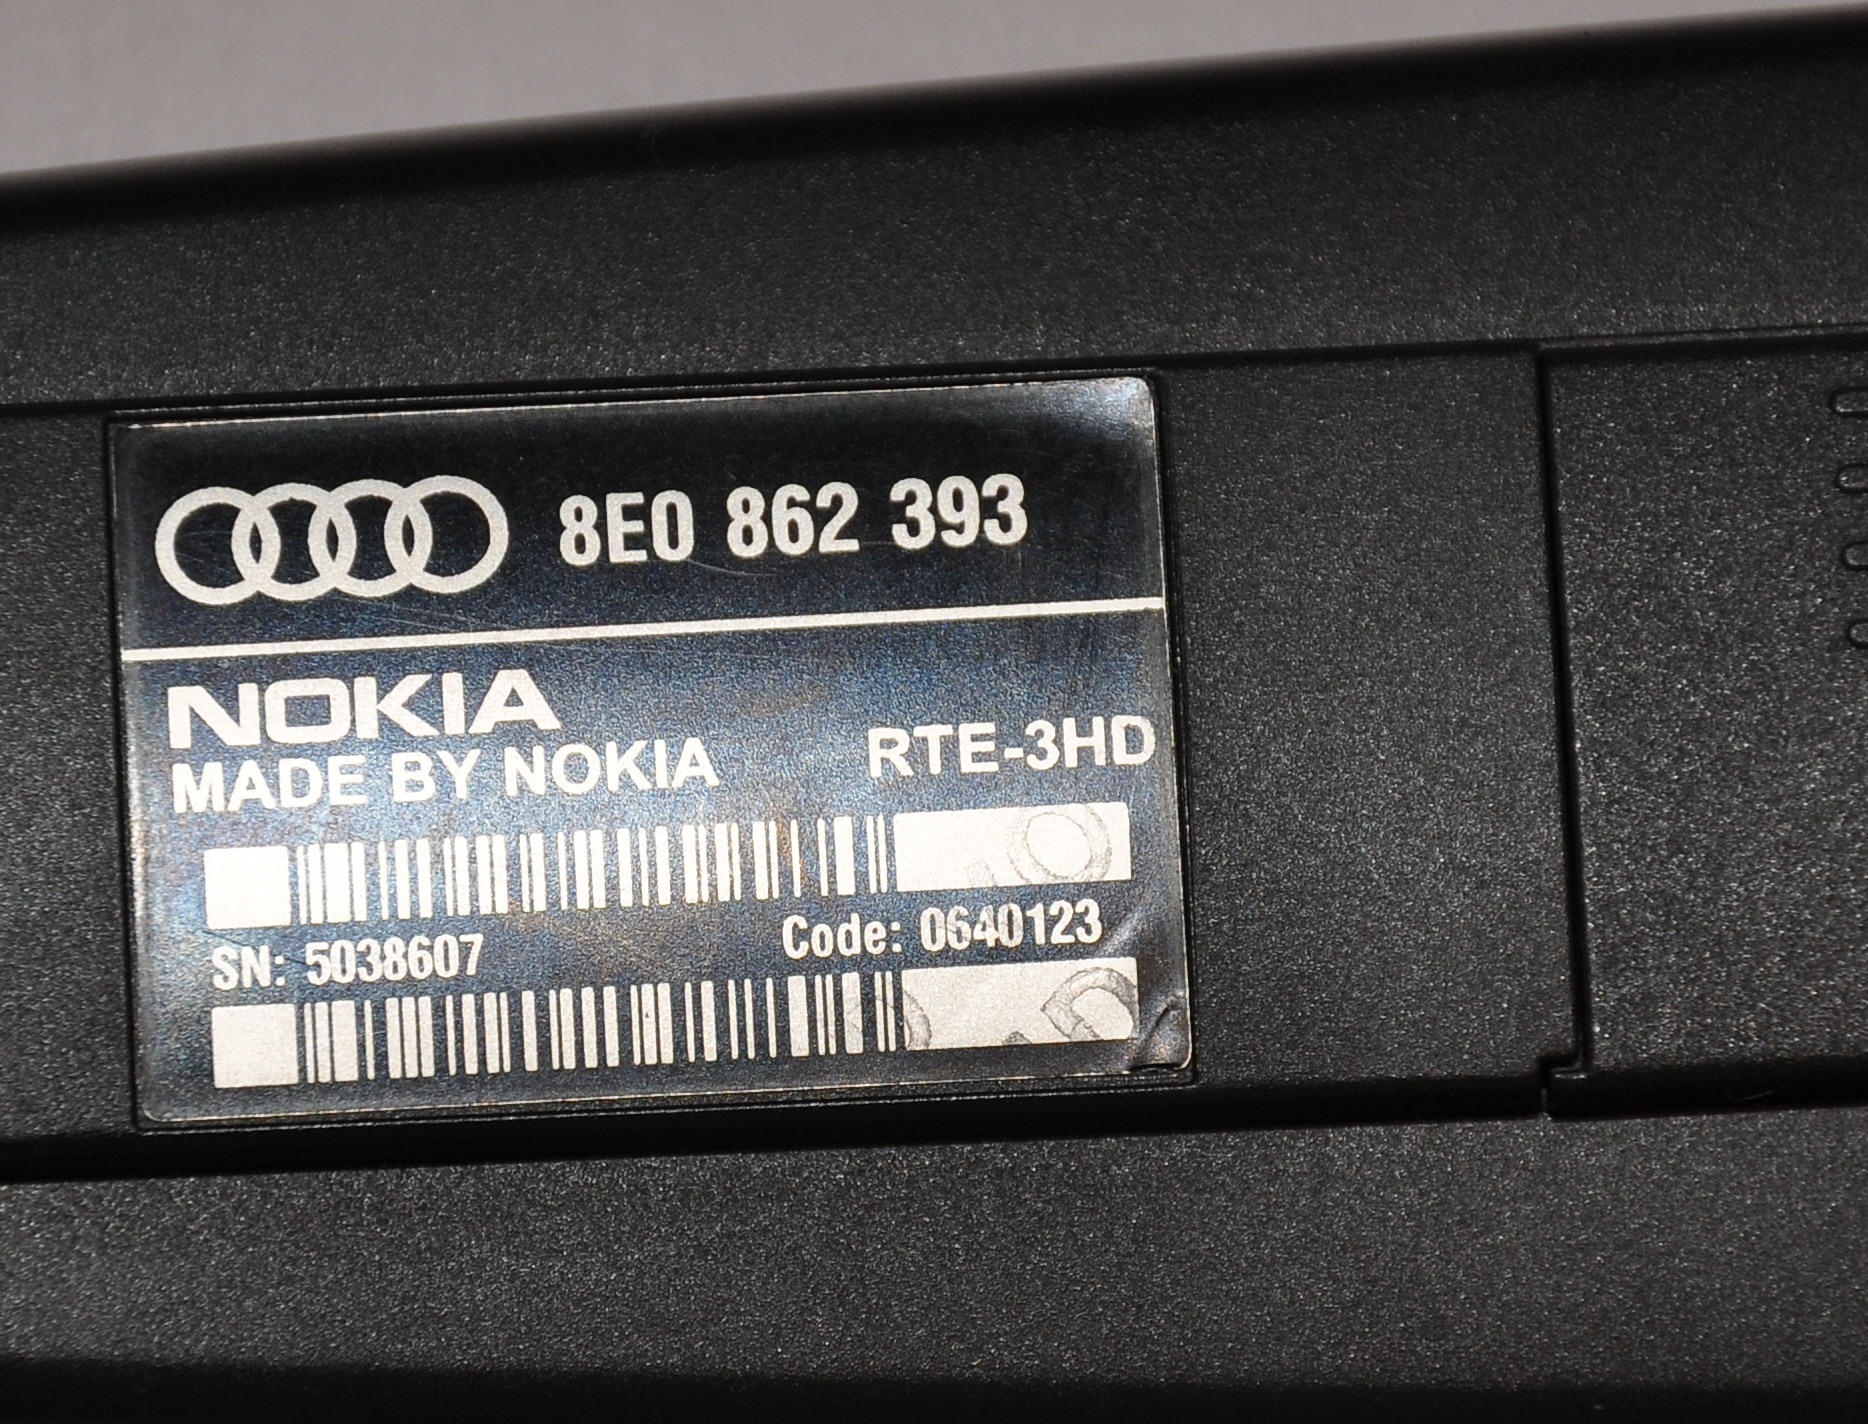 8E0 862 393
NOKIA
MADE BY NOKIA RTE-3HD
SN: 5038607 Code: 0640123